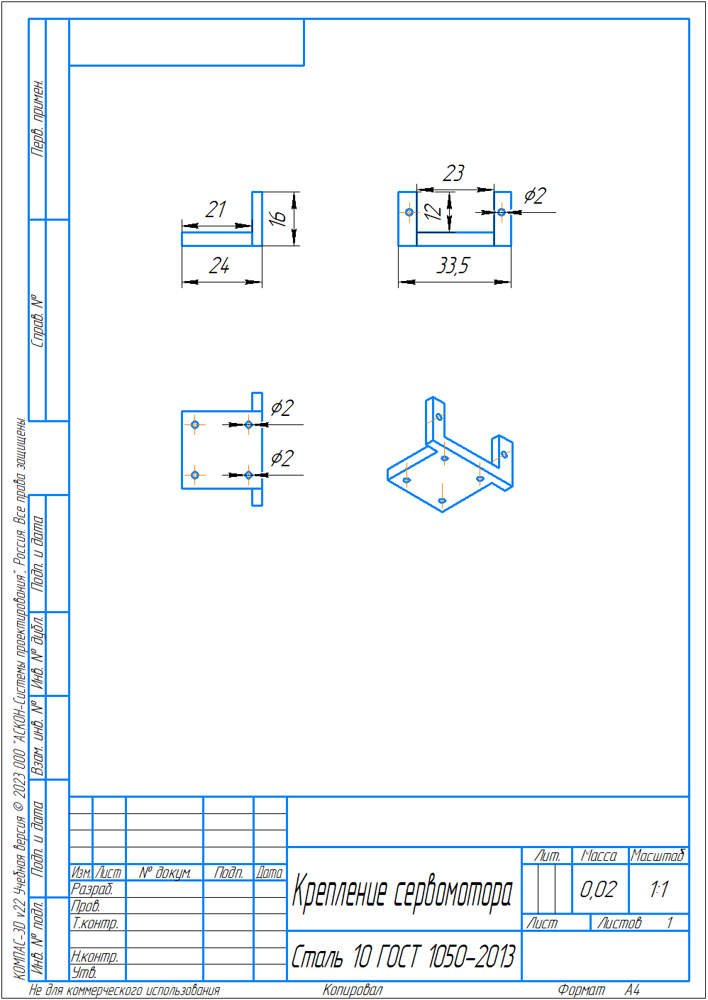 Перв. примен.
Справ. №
Подп. и дата
Инв. № дубл.
Взам. инв. №
Подп. и дата
Инв. № подл.
КОМПАС-3D v22 Учебная версия © 2023 ООО "АСКОН-Системы проектирования", Россия. Все права защищены.
21
16
24
23
12
ϕ2
33,5
ϕ2
ϕ2
Изм. Лист № докум. Подп. Дата
Разраб.
Пров.
Т.контр.
Н.контр.
Утв.
Крепление сервомотора
Сталь 10 ГОСТ 1050-2013
Лит. Масса Масштаб
0,02 1:1
Лист Листов 1
Не для коммерческого использования Копировал Формат А4